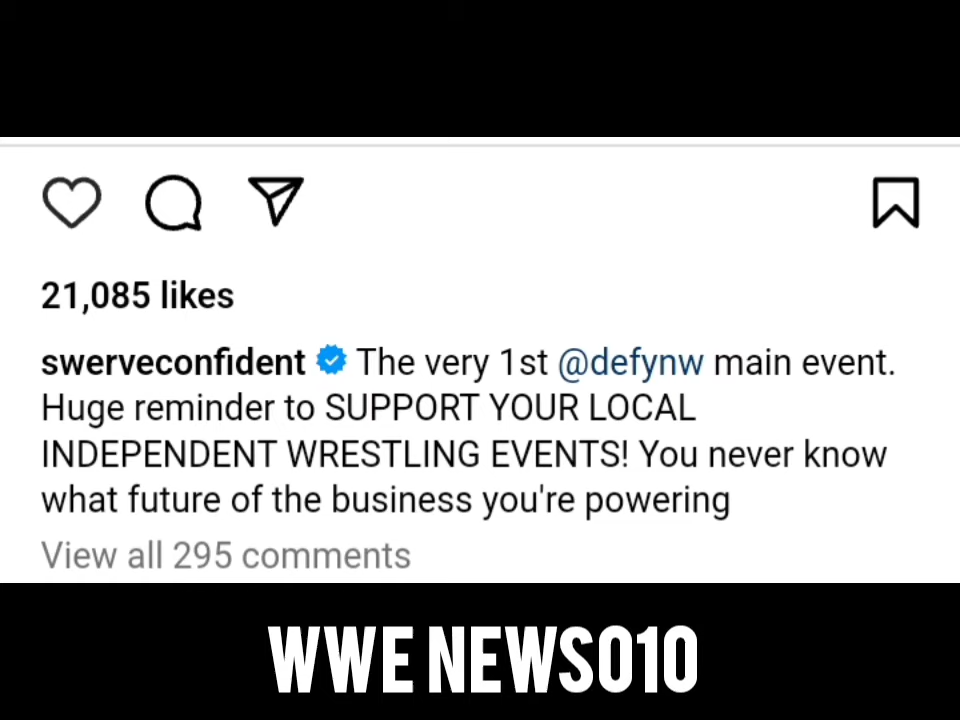 21,085 likes
swerveconfident The very 1st @defynw main event.
Huge reminder to SUPPORT YOUR LOCAL
INDEPENDENT WRESTLING EVENTS! You never know
what future of the business you're powering
View all 295 comments
WWE NEWS010